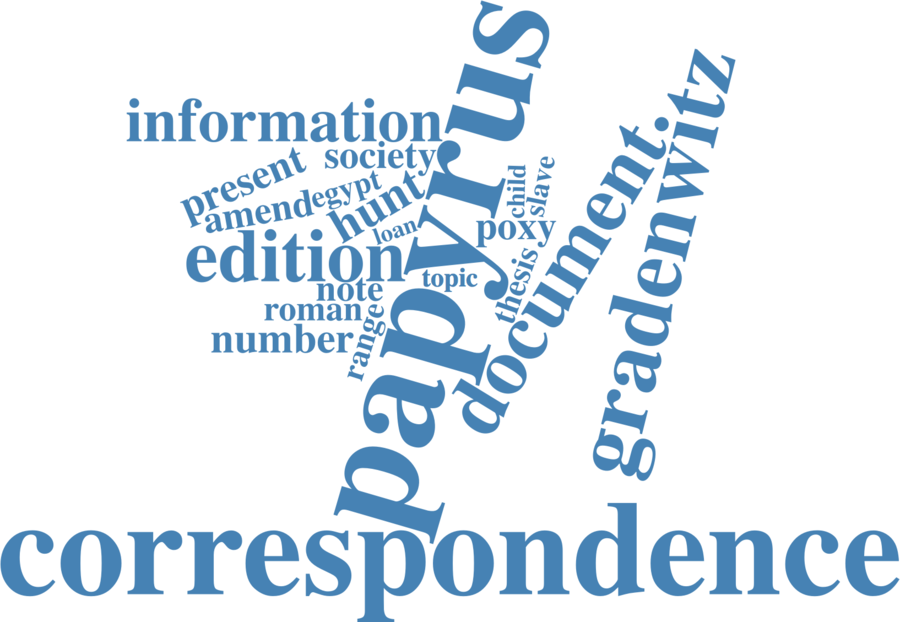 papyrus
gradenwitz
information
document.
society
present
child
slave
egypt
amend
hunt
loan
poxy
edition
thesis
topic
note
roman
number
range
correspondence